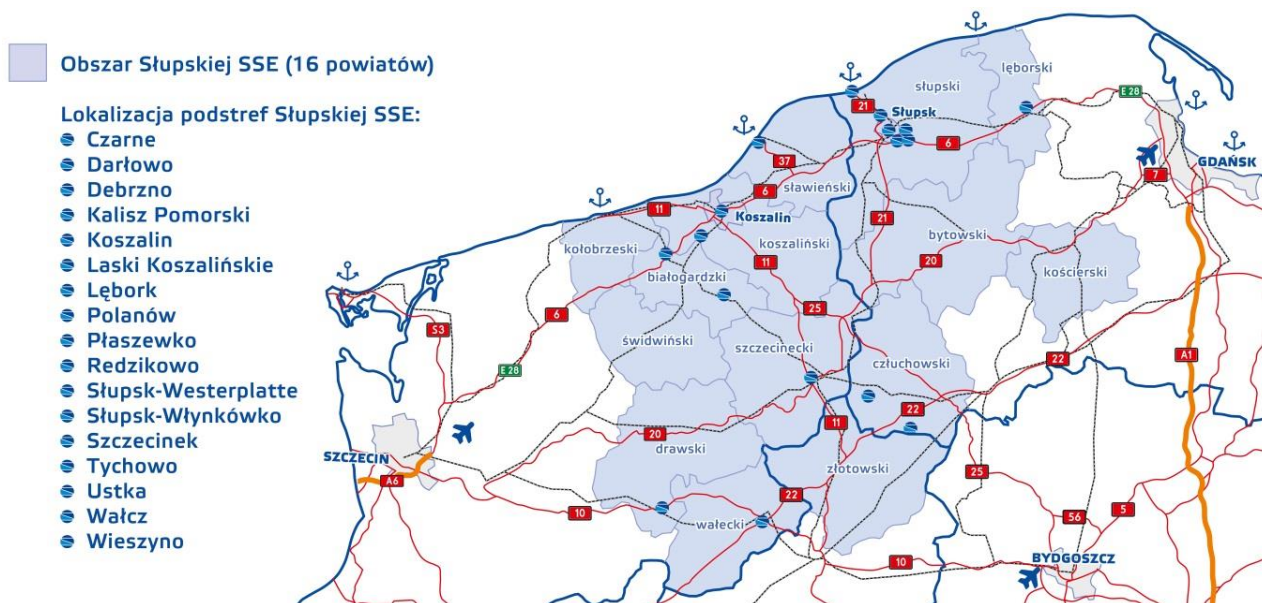 Obszar Słupskiej SSE (16 powiatów)
Lokalizacja podstref Słupskiej SSE:
Czarne
Darłowo
Debrzno
Kalisz Pomorski
Koszalin
Laski Koszalińskie
Lębork
Polanów
Płaszewko
Redzikowo
Słupsk-Westerplatte
Słupsk-Włynkówko
Szczecinek
Tychowo
Ustka
Wałcz
Wieszyno
lęborski
słupski
E 28
21
Słupsk
6
GDAŃSK
7
37
sławieński
6
11
Koszalin
21
kołobrzeski
koszaliński
bytowski
11
20
białogardzki
kościerski
25
6
S3
świdwiński
szczecinecki
A1
22
człuchowski
E 28
22
11
20
drawski
SZCZECIN
złotowski
25
A6
22
10
56
5
wałecki
BYDGOSZCZ
10